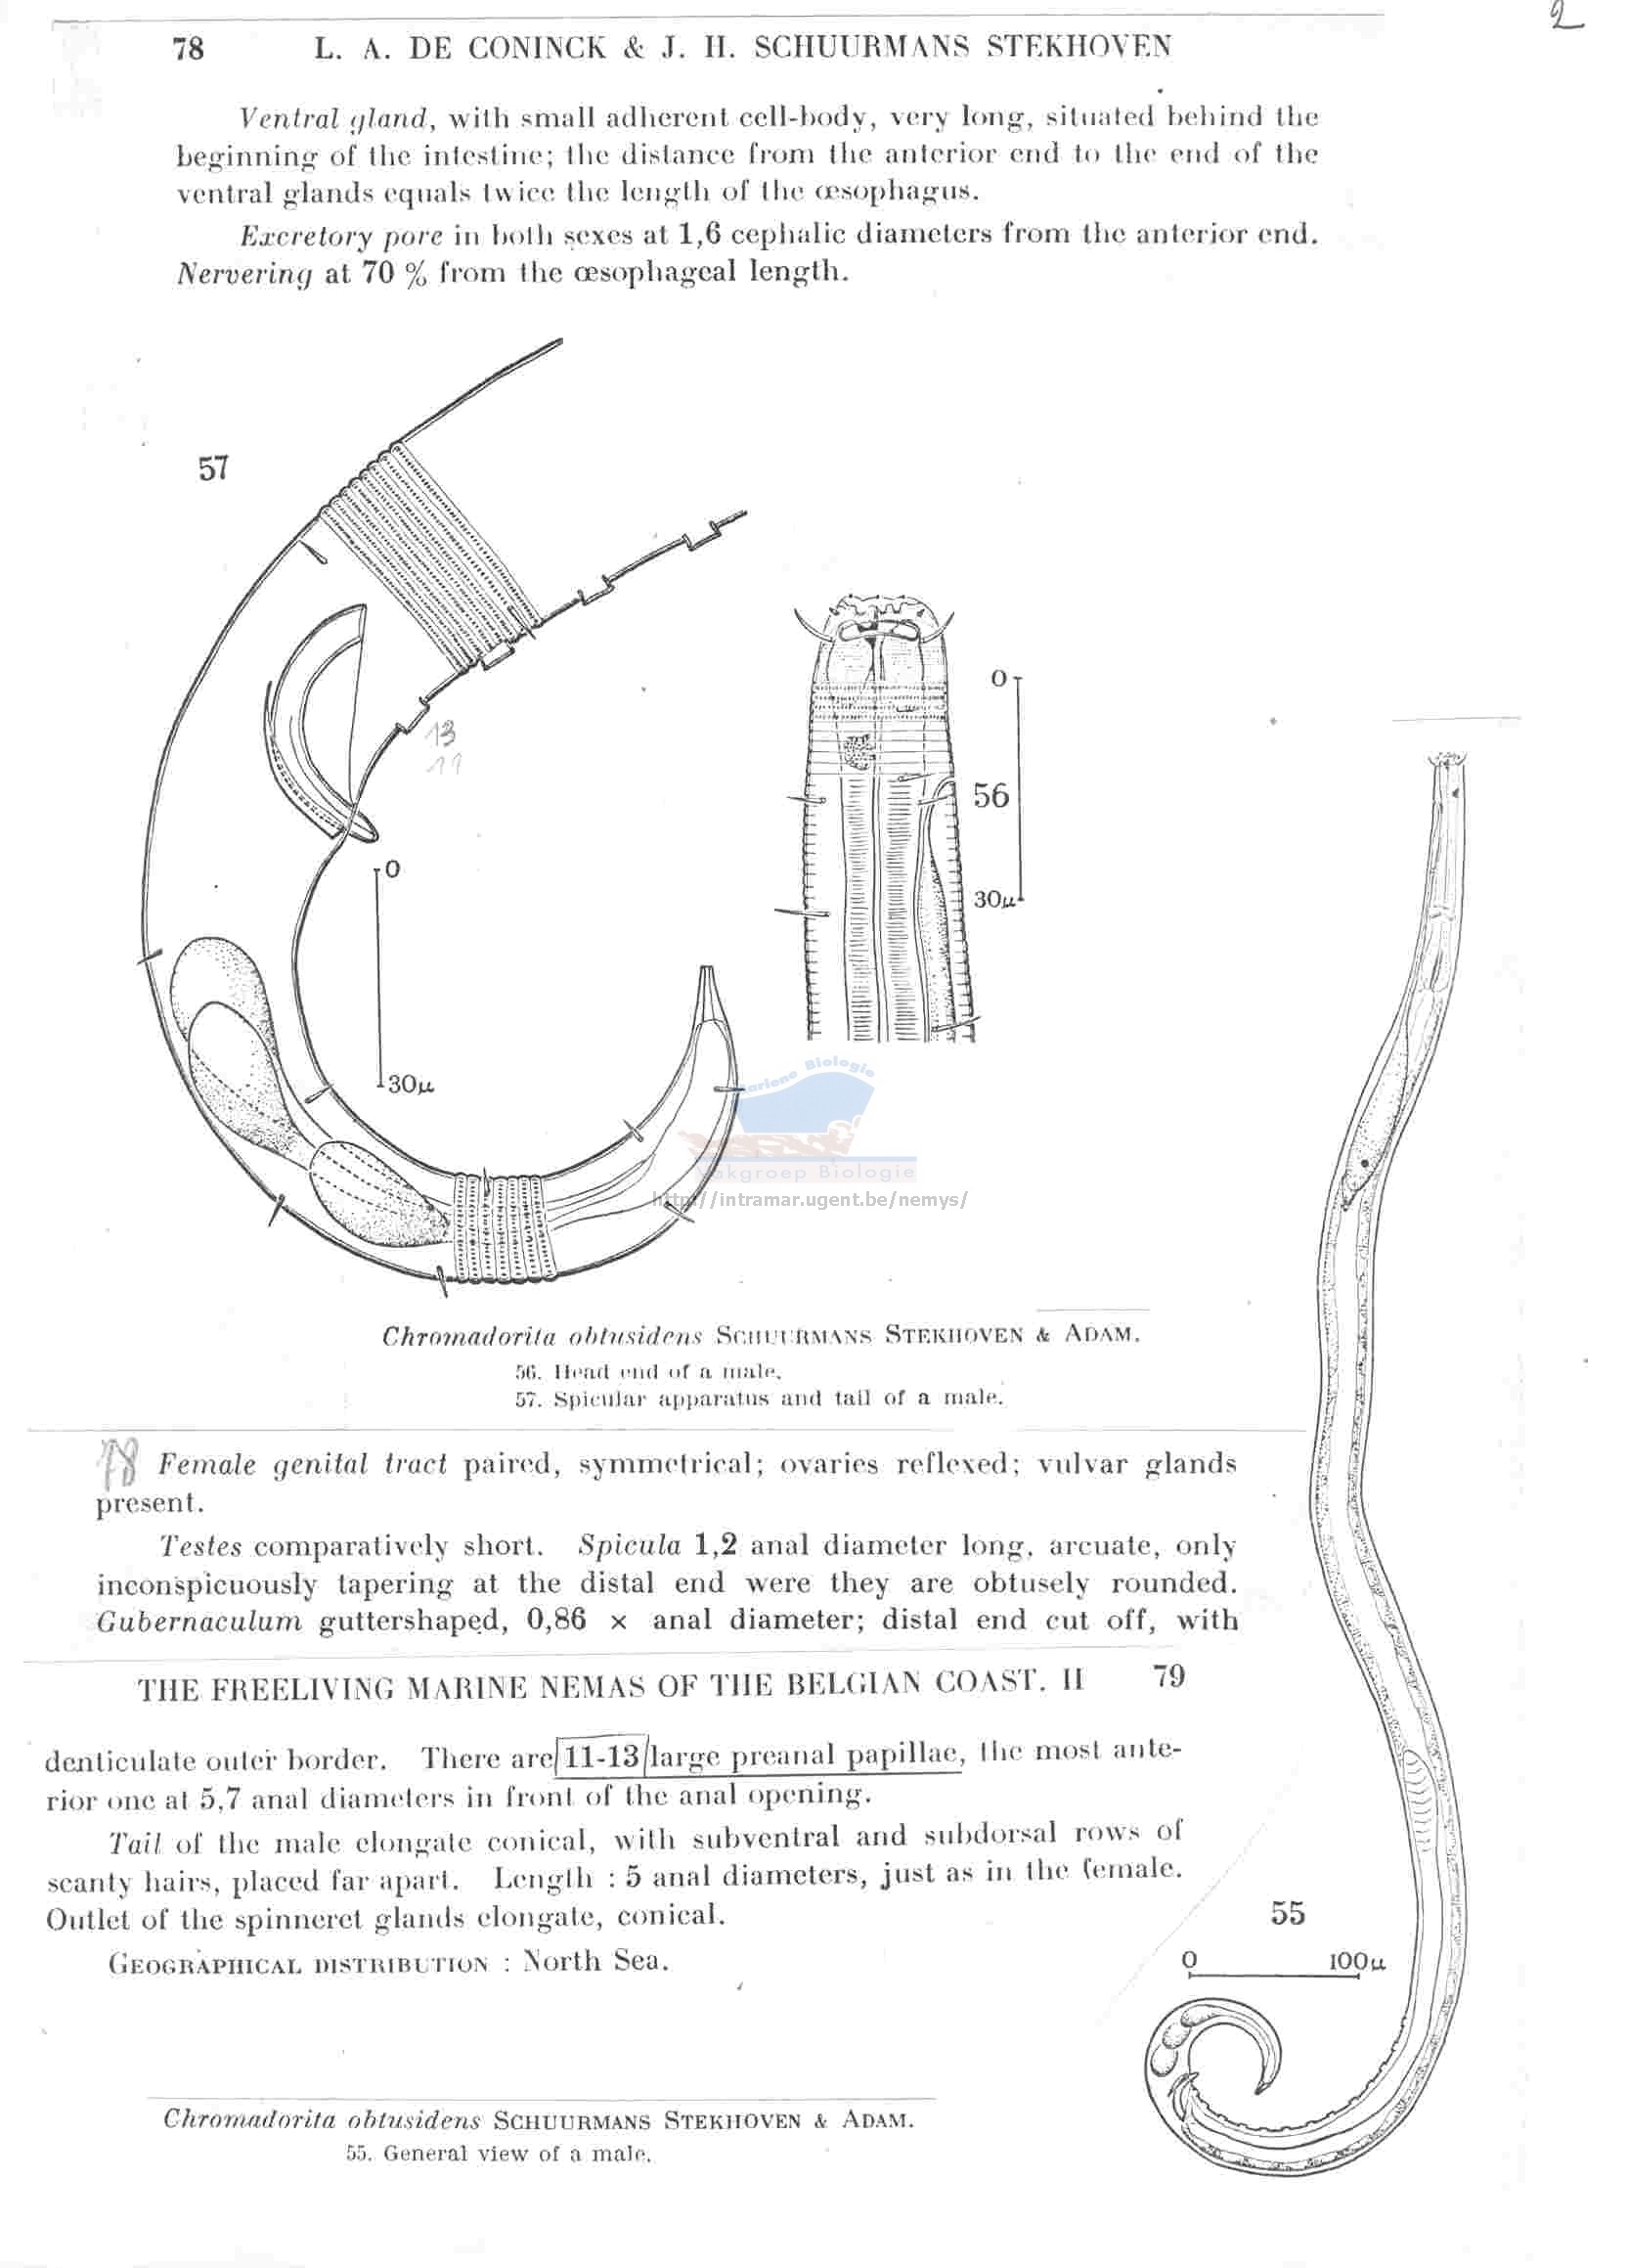 2
78 L. A. DE CONINCK & J. H. SCHUURMANS STEKHOVEN
Ventral gland, with small adherent cell-body, very long, situated behind the
beginning of the intestine; the distance from the anterior end to the end of the
ventral glands equals twice the length of the œsophagus.
Excretory pore in both sexes at 1,6 cephalic diameters from the anterior end.
Nervering at 70 % from the œsophageal length.
57
13
11
0
30µ
0
56
30µ
Mariene Biologie
Vakgroep Biologie
http://intramar.ugent.be/nemys/
Chromadorita obtusidens SCHUURMANS STEKHOVEN & ADAM.
56. Head end of a male.
57. Spicular apparatus and tail of a male.
78
Female genital tract paired, symmetrical; ovaries reflexed; vulvar glands
present.
Testes comparatively short. Spicula 1,2 anal diameter long, arcuate, only
inconspicuously tapering at the distal end were they are obtusely rounded.
Gubernaculum guttershaped, 0,86 × anal diameter; distal end cut off, with
THE FREELIVING MARINE NEMAS OF THE BELGIAN COAST. II 79
denticulate outer border. There are 11-13 large preanal papillae, the most ante-
rior one at 5,7 anal diameters in front of the anal opening.
Tail of the male elongate conical, with subventral and subdorsal rows of
scanty hairs, placed far apart. Length : 5 anal diameters, just as in the female.
Outlet of the spinneret glands elongate, conical.
GEOGRAPHICAL DISTRIBUTION : North Sea.
55
0 100µ
Chromadorita obtusidens SCHUURMANS STEKHOVEN & ADAM.
55. General view of a male.